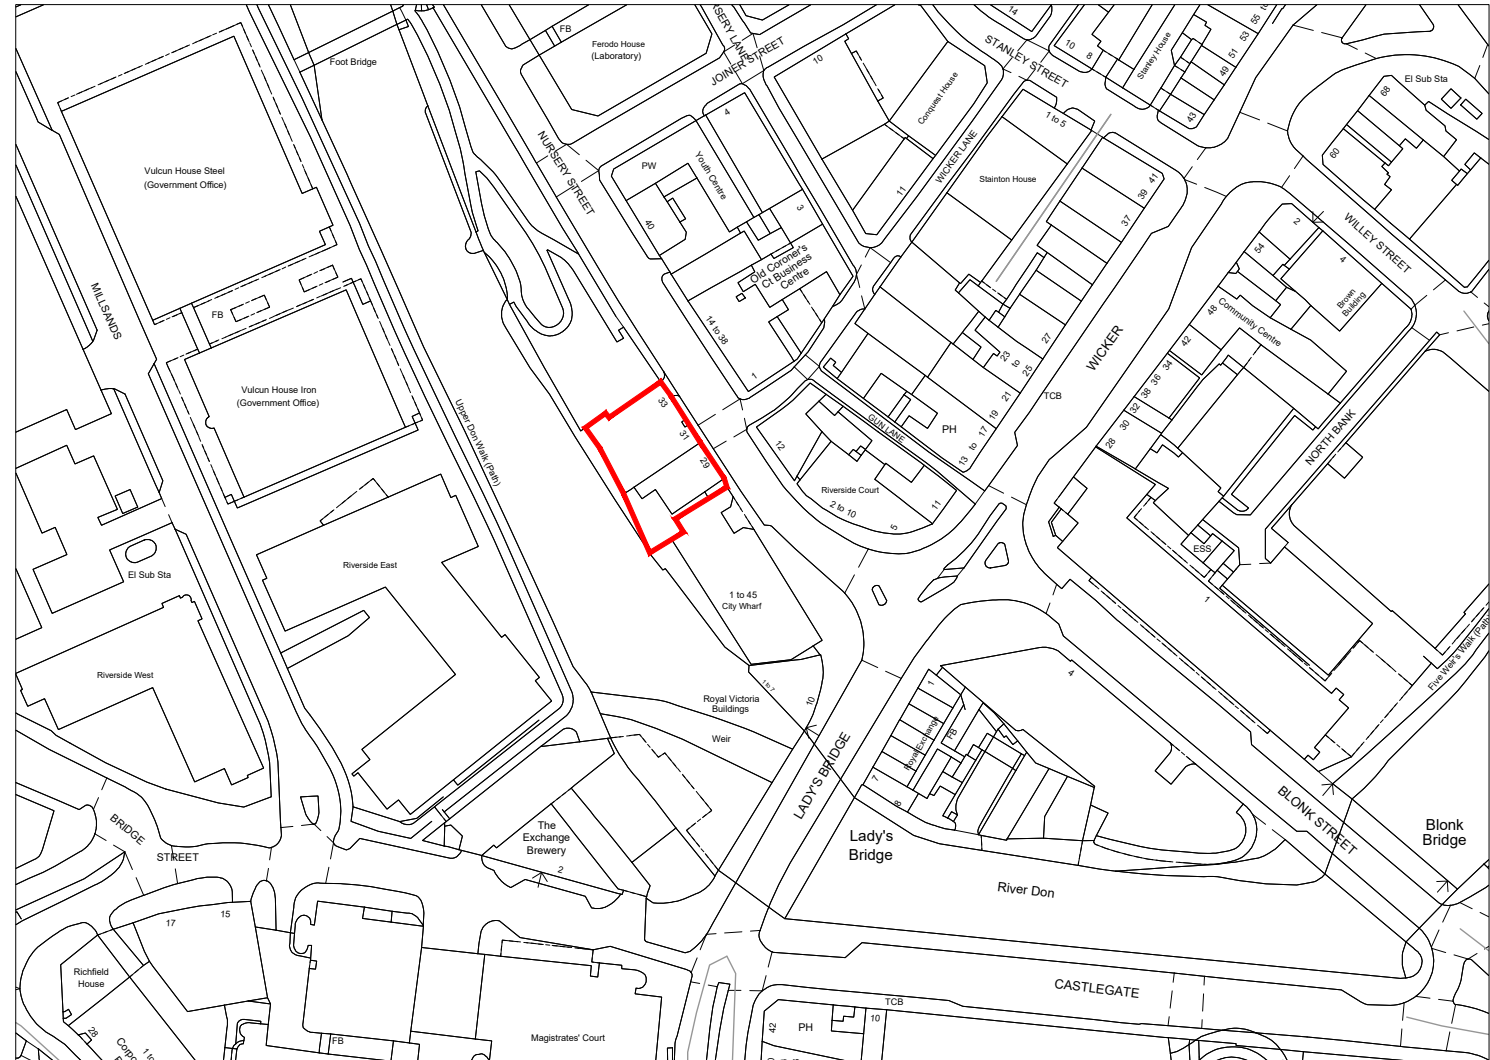 Foot Bridge
FB
Ferodo House
(Laboratory)
JOINER STREET
14
STANLEY STREET
10
8
Stanley House
55
53
51
49
43
El Sub Sta
68
60
Vulcun House Steel
(Government Office)
NURSERY STREET
4
10
Conquest House
WICKER LANE
1 to 5
PW
Youth Centre
40
3
11
Stainton House
41
39
37
WILLEY STREET
2
54
4
Brown
Building
Old Coroner's
Ct Business
Centre
14 to 38
1
MILLSANDS
FB
Vulcun House Iron
(Government Office)
Upper Don Walk (Path)
33
31
29
12
GUN LANE
Riverside Court
2 to 10
5
11
PH
23
to
25
27
21
19
17
to
13
TCB
WICKER
Community Centre
48
42
34
36
38
32
30
28
NORTH BANK
ESS
1
El Sub Sta
Riverside East
Riverside West
1 to 45
City Wharf
1 to 7
10
Royal Victoria
Buildings
Weir
LADY'S BRIDGE
1
Royal Exchange
PB
7
8
4
Five Weir's Walk (Path)
BLONK STREET
Blonk
Bridge
Lady's
Bridge
River Don
BRIDGE
STREET
The
Exchange
Brewery
2
17
15
Richfield
House
28
FB
Magistrates' Court
CASTLEGATE
TCB
42
PH
10